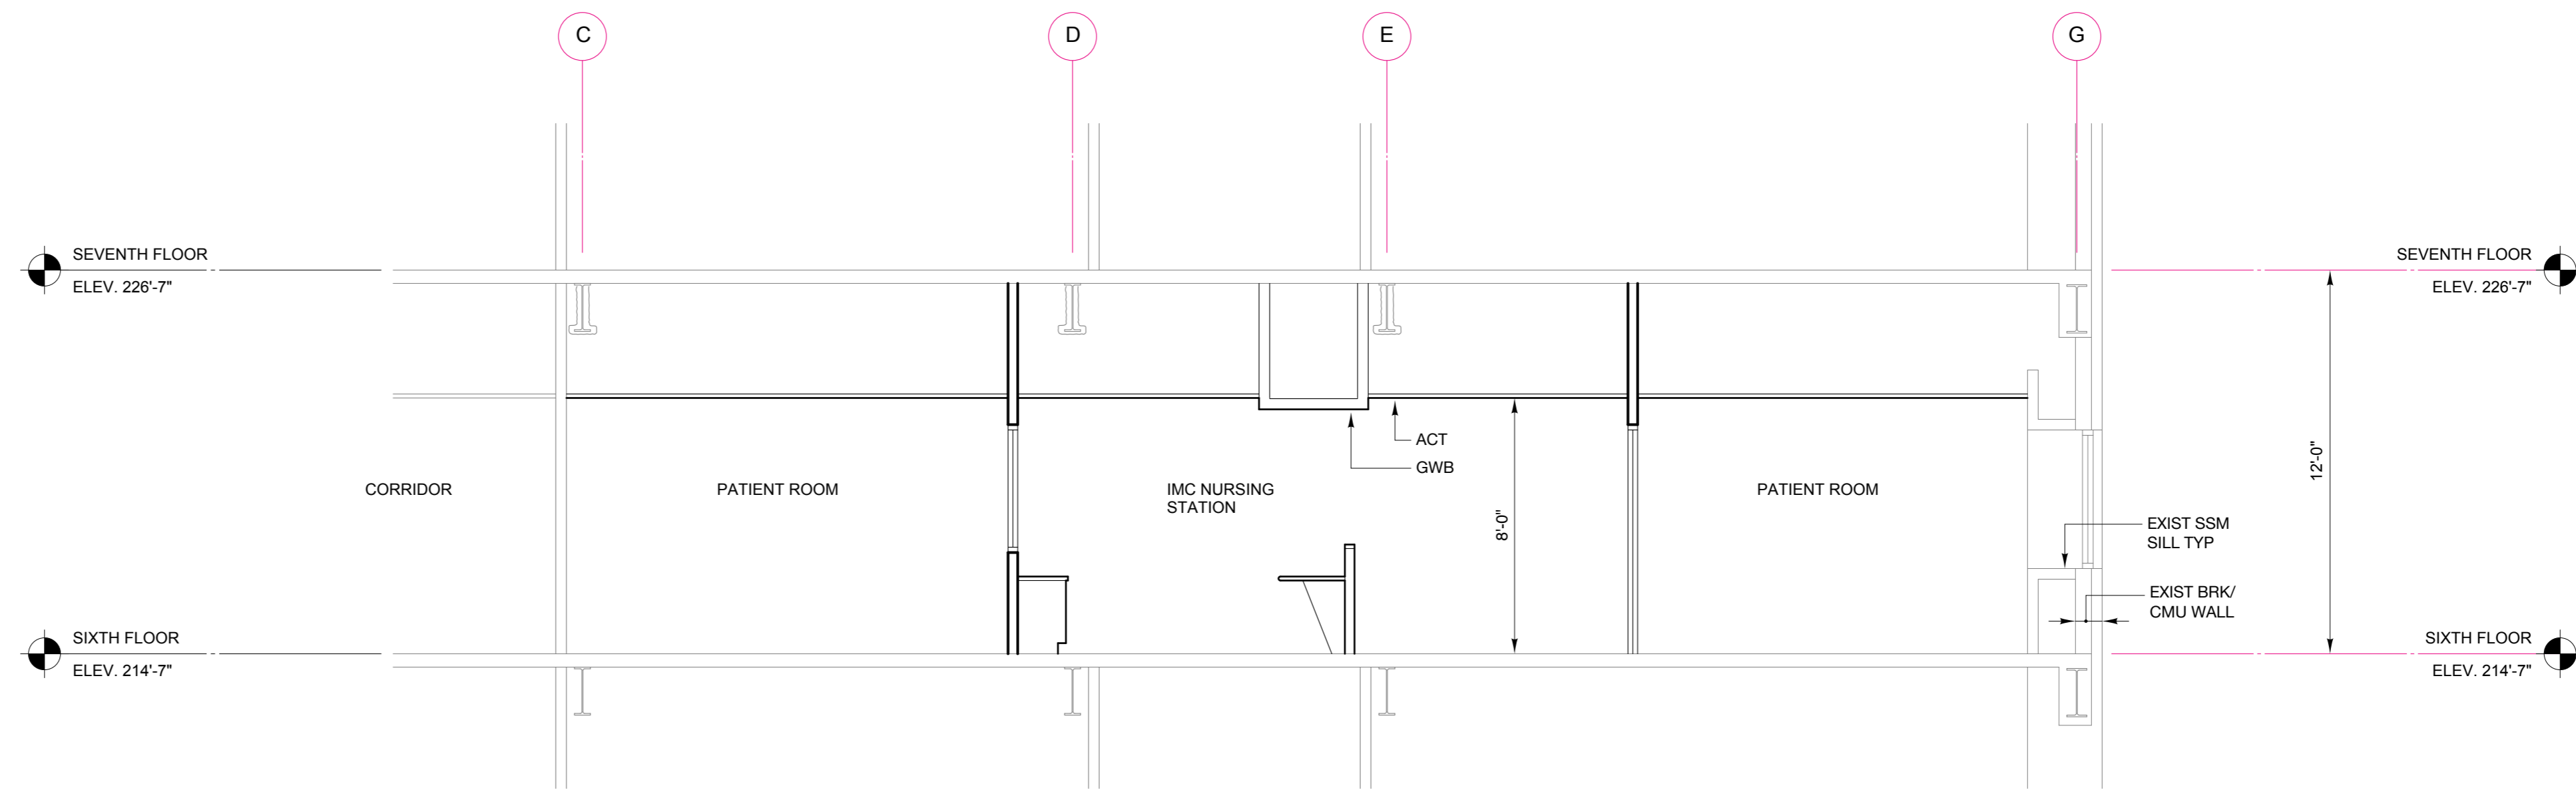 C
D
E
G
SEVENTH FLOOR
ELEV. 226'-7"
SEVENTH FLOOR
ELEV. 226'-7"
ACT
GWB
12'-0"
CORRIDOR
PATIENT ROOM
IMC NURSING
STATION
8'-0"
PATIENT ROOM
EXIST SSM
SILL TYP
EXIST BRK/
CMU WALL
SIXTH FLOOR
ELEV. 214'-7"
SIXTH FLOOR
ELEV. 214'-7"